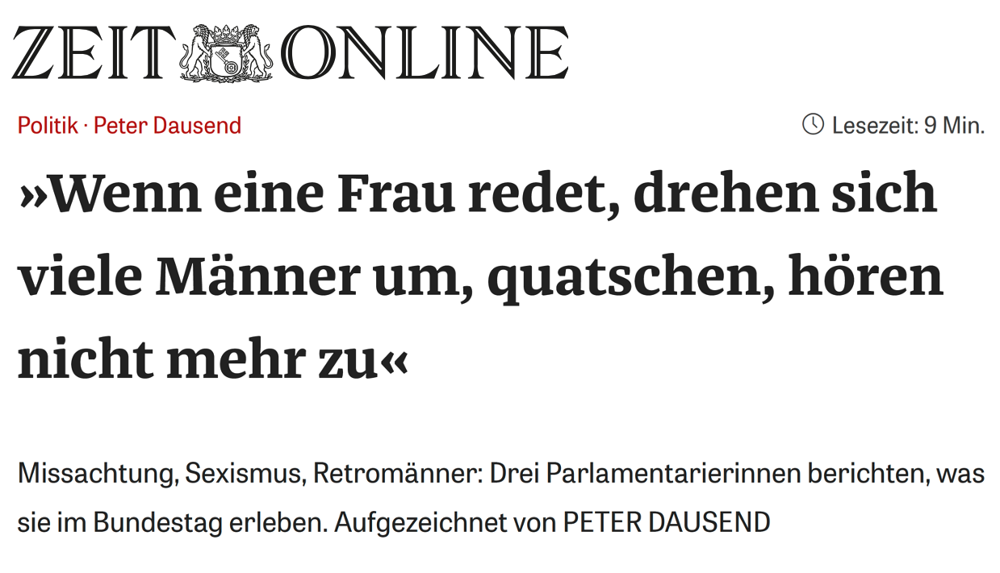 ZEIT ONLINE
Politik · Peter Dausend
Lesezeit: 9 Min.
»Wenn eine Frau redet, drehen sich
viele Männer um, quatschen, hören
nicht mehr zu«
Missachtung, Sexismus, Retromänner: Drei Parlamentarierinnen berichten, was
sie im Bundestag erleben. Aufgezeichnet von PETER DAUSEND